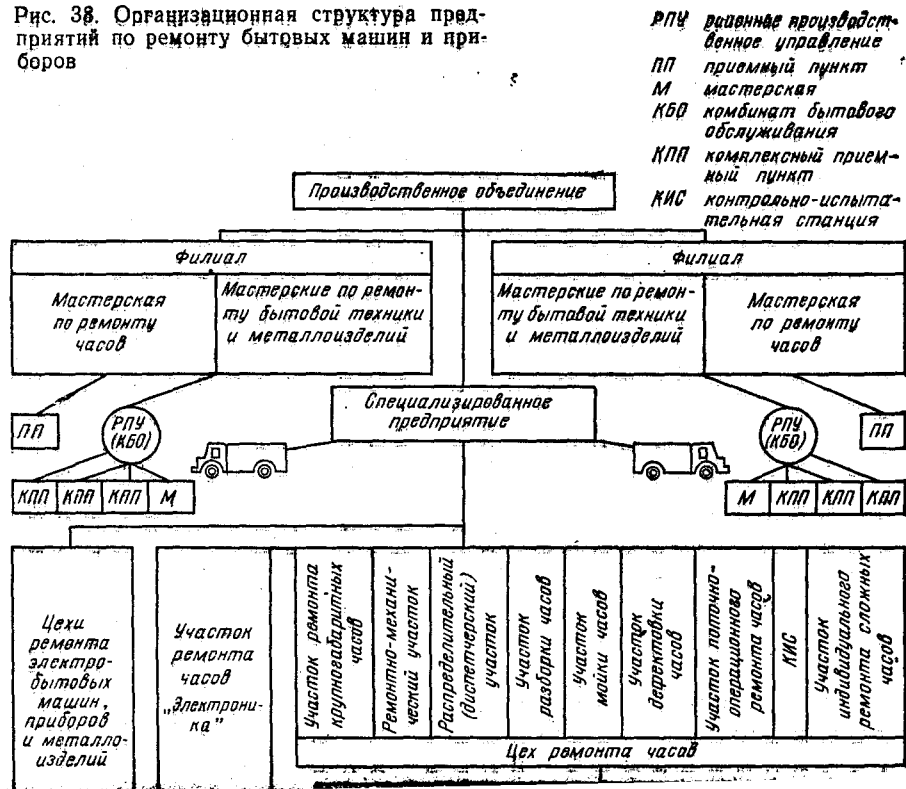 Рис. 38. Организационная структура пред-
приятий по ремонту бытовых машин и при-
боров
РПУ районные производст-
венное управление
ПП приемный пункт
М мастерская
КБО комбинат бытового
обслуживания
КПП комплексный прием-
ный пункт
КИС контрольно-испыта-
тельная станция
Производственное объединение
Филиал
Мастерская
по ремонту
часов
Мастерские по ремон-
ту бытовой техники
и металлоизделий
Филиал
Мастерские по ремон-
ту бытовой техники
и металлоизделий
Мастерская
по ремонту
часов
Специализированное
предприятие
ПП
РПУ
(КБО)
РПУ
(КБО)
ПП
КПП
КПП
КПП
М
М
КПП
КПП
КПП
Цехи
ремонта
электро-
бытовых
машин,
приборов
и металло-
изделий
Участок
ремонта
часов
„Электрони-
ка"
Участок ремонта
крупногабаритных
часов
Ремонтно-механи-
ческий участок
Распределительный
(диспетчерский)
участок
Участок
разборки часов
Участок
мойки часов
Участок
дефектовки
часов
Участок поточно-
операционного
ремонта часов
КИС
Участок
индивидуального
ремонта сложных
часов
Цех ремонта часов